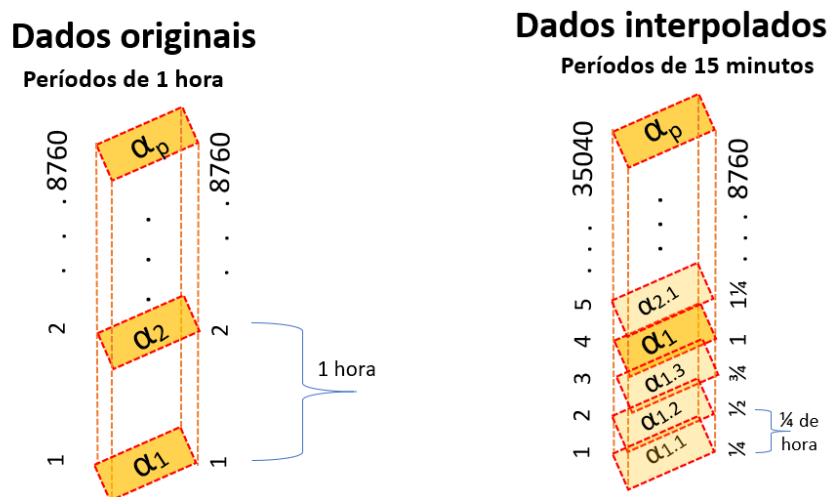 Dados originais
Períodos de 1 hora
8760
αp
8760
. . .
. . .
. . .
2
α2
2
1 hora
1
α1
1
Dados interpolados
Períodos de 15 minutos
35040
αp
8760
. . .
. . .
. . .
5
α2.1
1¼
4
α1
1
3
α1.3
¾
2
α1.2
½
¼ de
hora
1
α1.1
¼